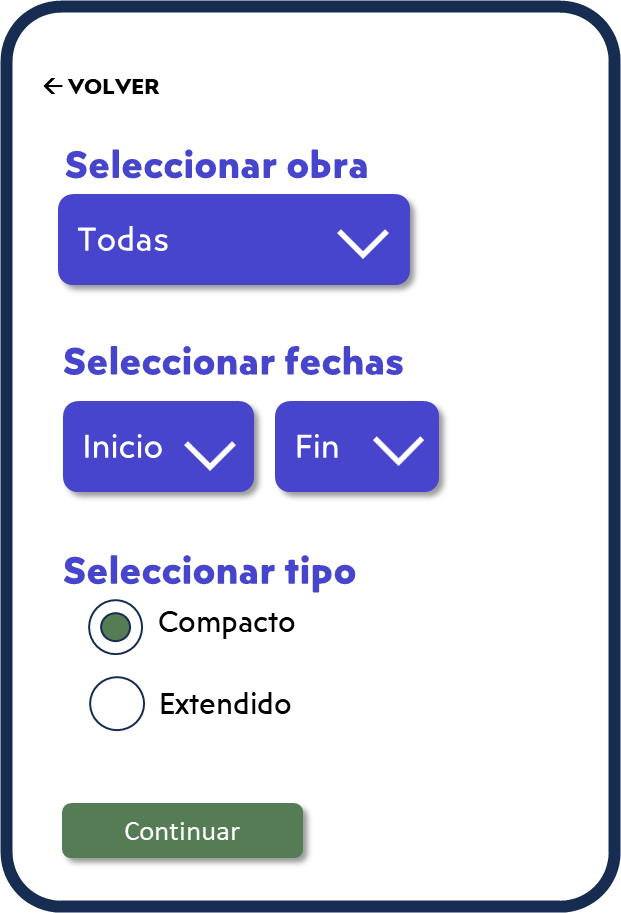 ← VOLVER
Seleccionar obra
Todas
Seleccionar fechas
Inicio Fin
Seleccionar tipo
Compacto
Extendido
Continuar